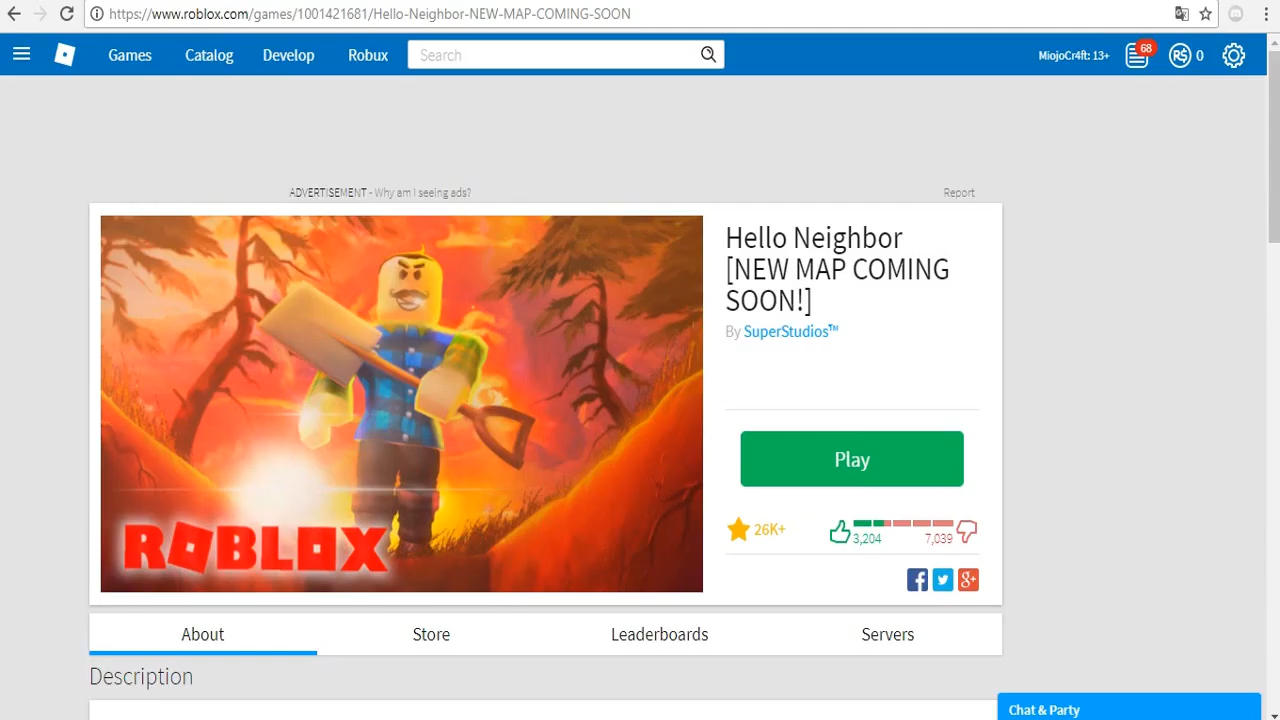 https://www.roblox.com/games/1001421681/Hello-Neighbor-NEW-MAP-COMING-SOON
Games Catalog Develop Robux Search MiojoCr4ft: 13+ 68 R$ 0
ADVERTISEMENT - Why am I seeing ads? Report
Hello Neighbor
[NEW MAP COMING
SOON!]
By SuperStudios™
Play
26K+ 3,204 7,039
f g+
ROBLOX
About Store Leaderboards Servers
Description
Chat & Party